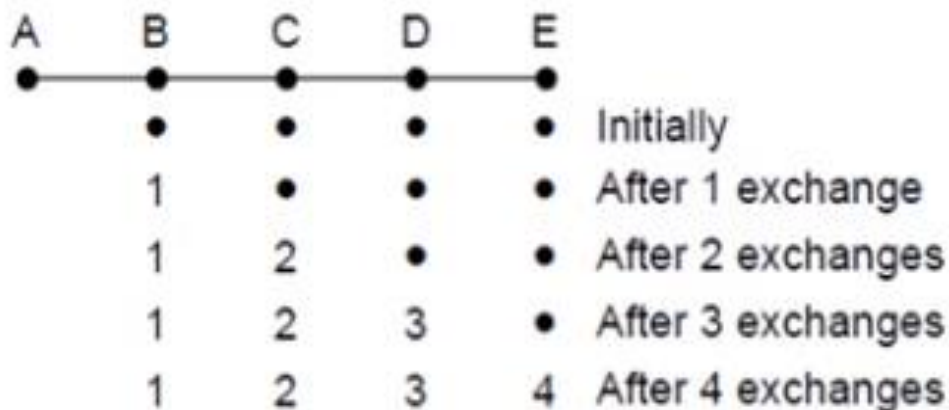 A B C D E
• • • • Initially
1 • • • After 1 exchange
1 2 • • After 2 exchanges
1 2 3 • After 3 exchanges
1 2 3 4 After 4 exchanges